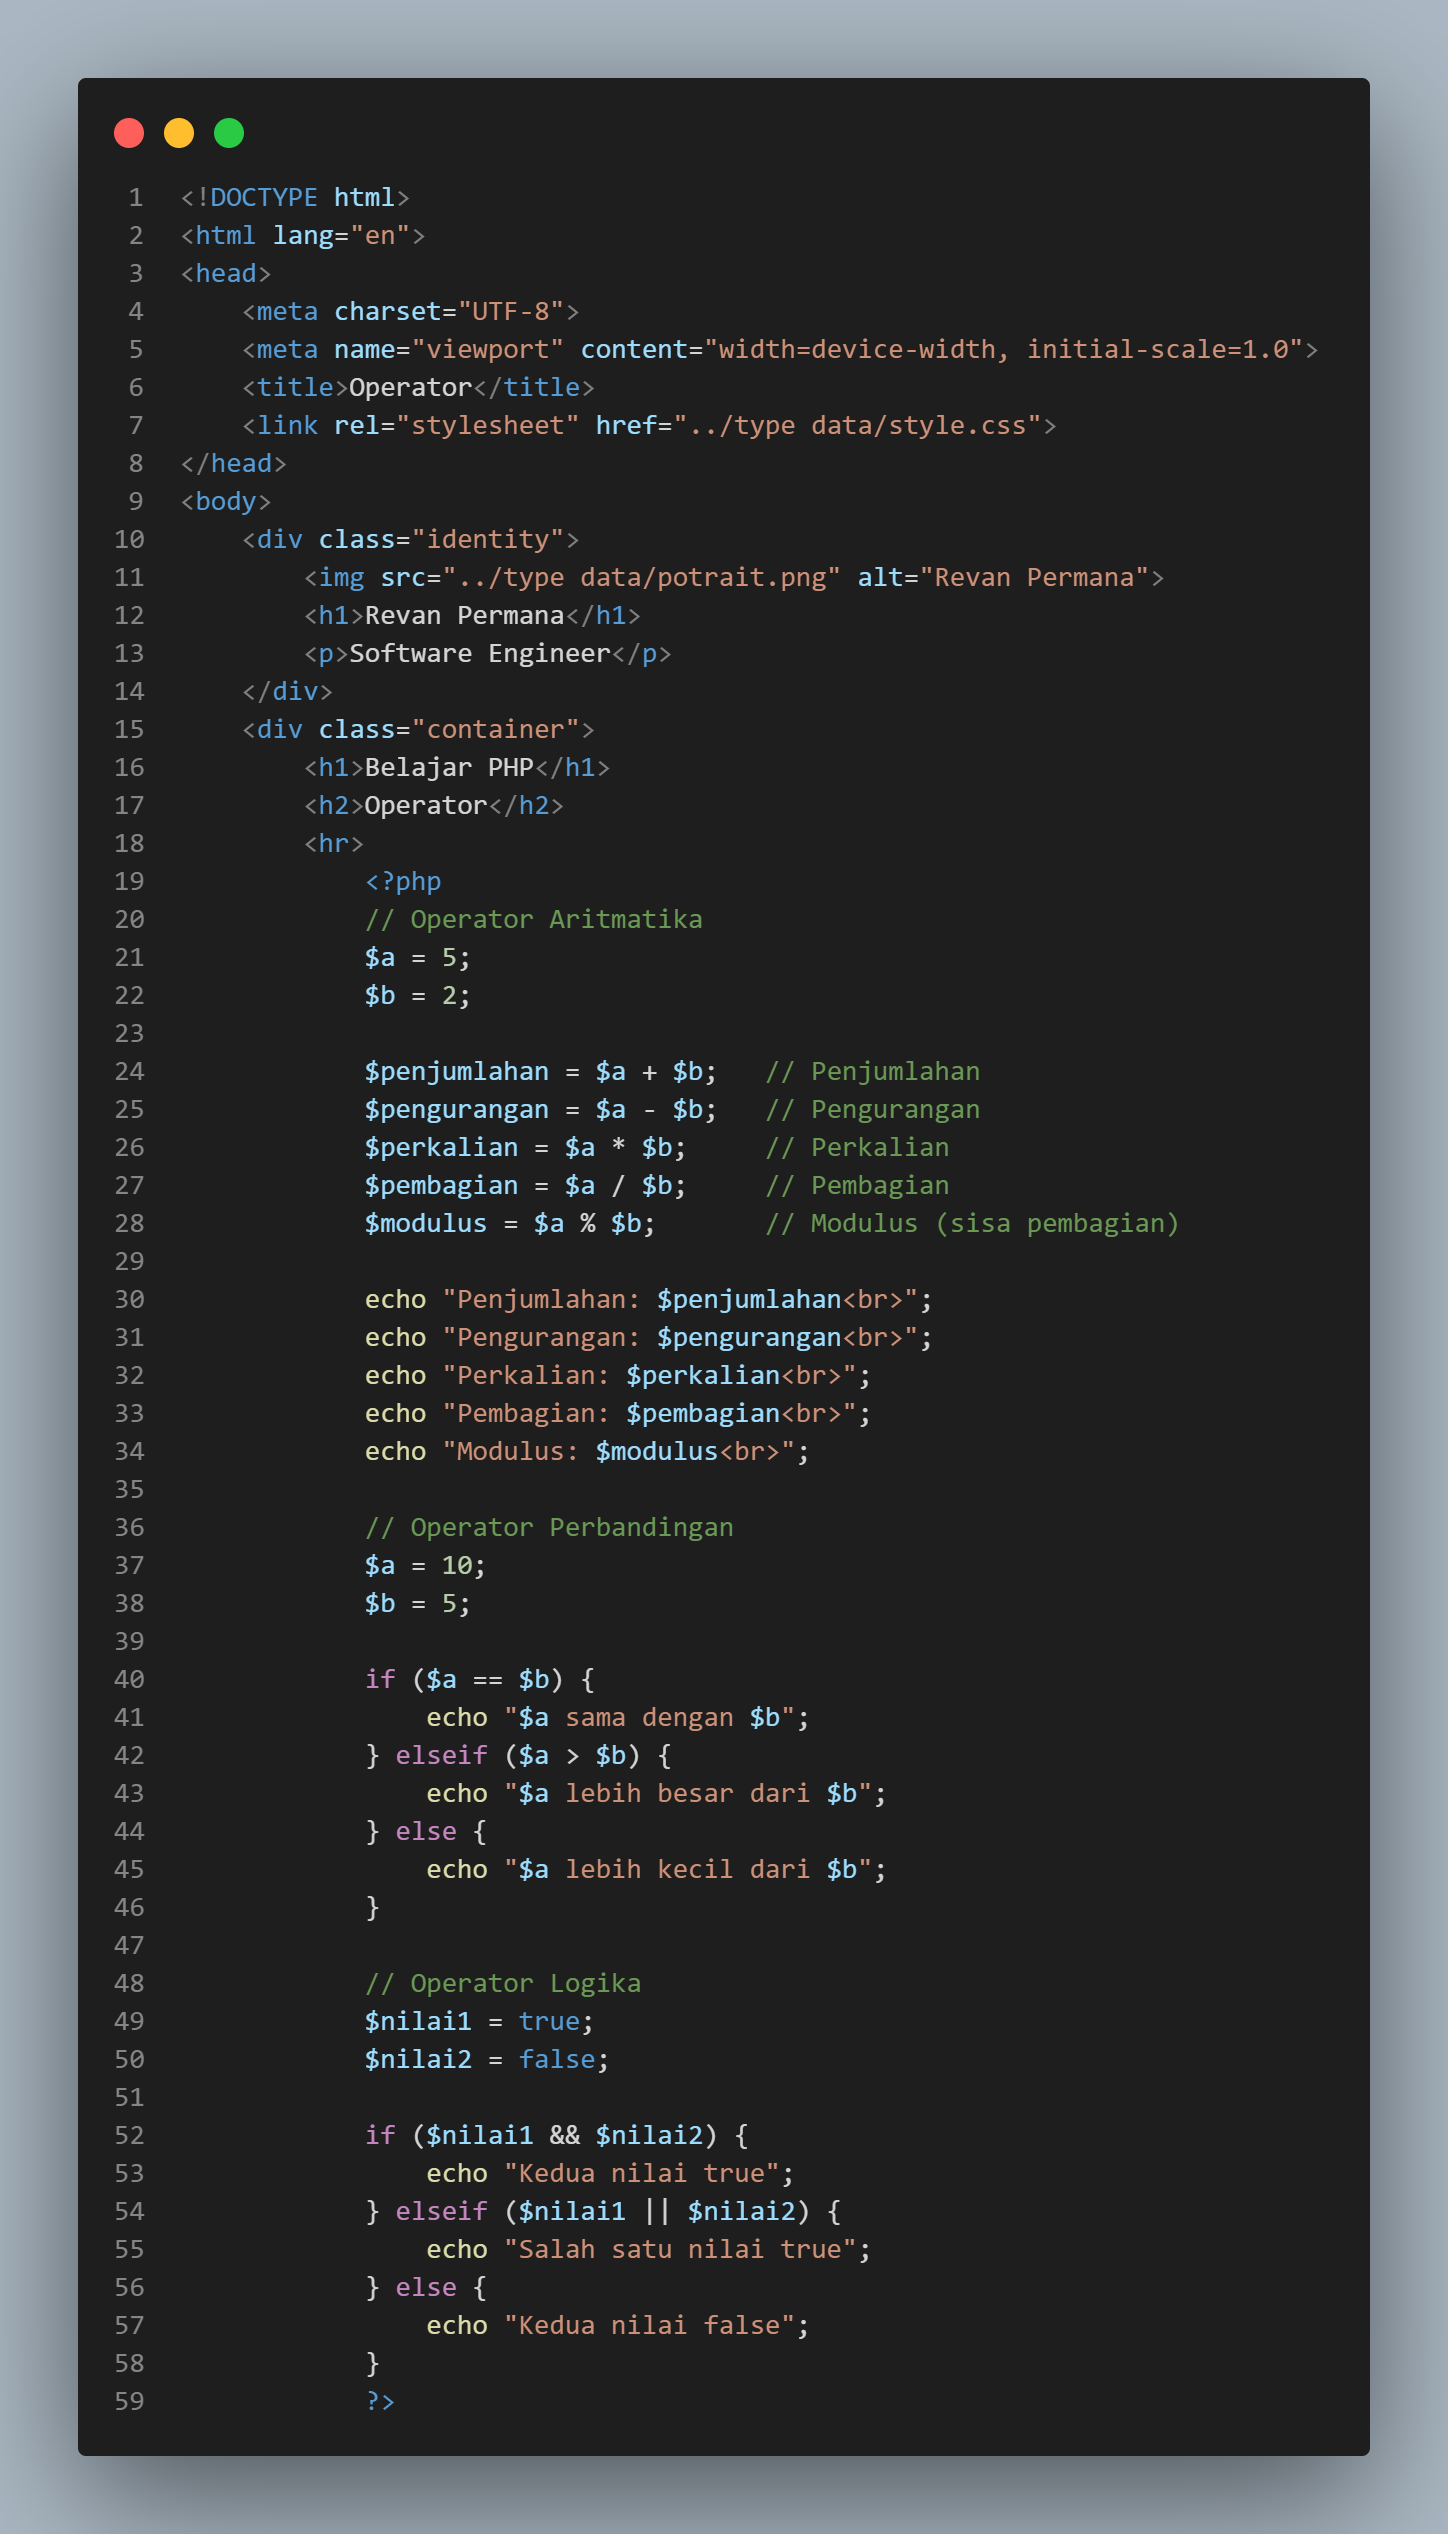 1 <!DOCTYPE html>
2 <html lang="en">
3 <head>
4     <meta charset="UTF-8">
5     <meta name="viewport" content="width=device-width, initial-scale=1.0">
6     <title>Operator</title>
7     <link rel="stylesheet" href="../type data/style.css">
8 </head>
9 <body>
10     <div class="identity">
11         <img src="../type data/potrait.png" alt="Revan Permana">
12         <h1>Revan Permana</h1>
13         <p>Software Engineer</p>
14     </div>
15     <div class="container">
16         <h1>Belajar PHP</h1>
17         <h2>Operator</h2>
18         <hr>
19             <?php
20             // Operator Aritmatika
21             $a = 5;
22             $b = 2;
23
24             $penjumlahan = $a + $b;   // Penjumlahan
25             $pengurangan = $a - $b;   // Pengurangan
26             $perkalian = $a * $b;     // Perkalian
27             $pembagian = $a / $b;     // Pembagian
28             $modulus = $a % $b;       // Modulus (sisa pembagian)
29
30             echo "Penjumlahan: $penjumlahan<br>";
31             echo "Pengurangan: $pengurangan<br>";
32             echo "Perkalian: $perkalian<br>";
33             echo "Pembagian: $pembagian<br>";
34             echo "Modulus: $modulus<br>";
35
36             // Operator Perbandingan
37             $a = 10;
38             $b = 5;
39
40             if ($a == $b) {
41                 echo "$a sama dengan $b";
42             } elseif ($a > $b) {
43                 echo "$a lebih besar dari $b";
44             } else {
45                 echo "$a lebih kecil dari $b";
46             }
47
48             // Operator Logika
49             $nilai1 = true;
50             $nilai2 = false;
51
52             if ($nilai1 && $nilai2) {
53                 echo "Kedua nilai true";
54             } elseif ($nilai1 || $nilai2) {
55                 echo "Salah satu nilai true";
56             } else {
57                 echo "Kedua nilai false";
58             }
59             ?>